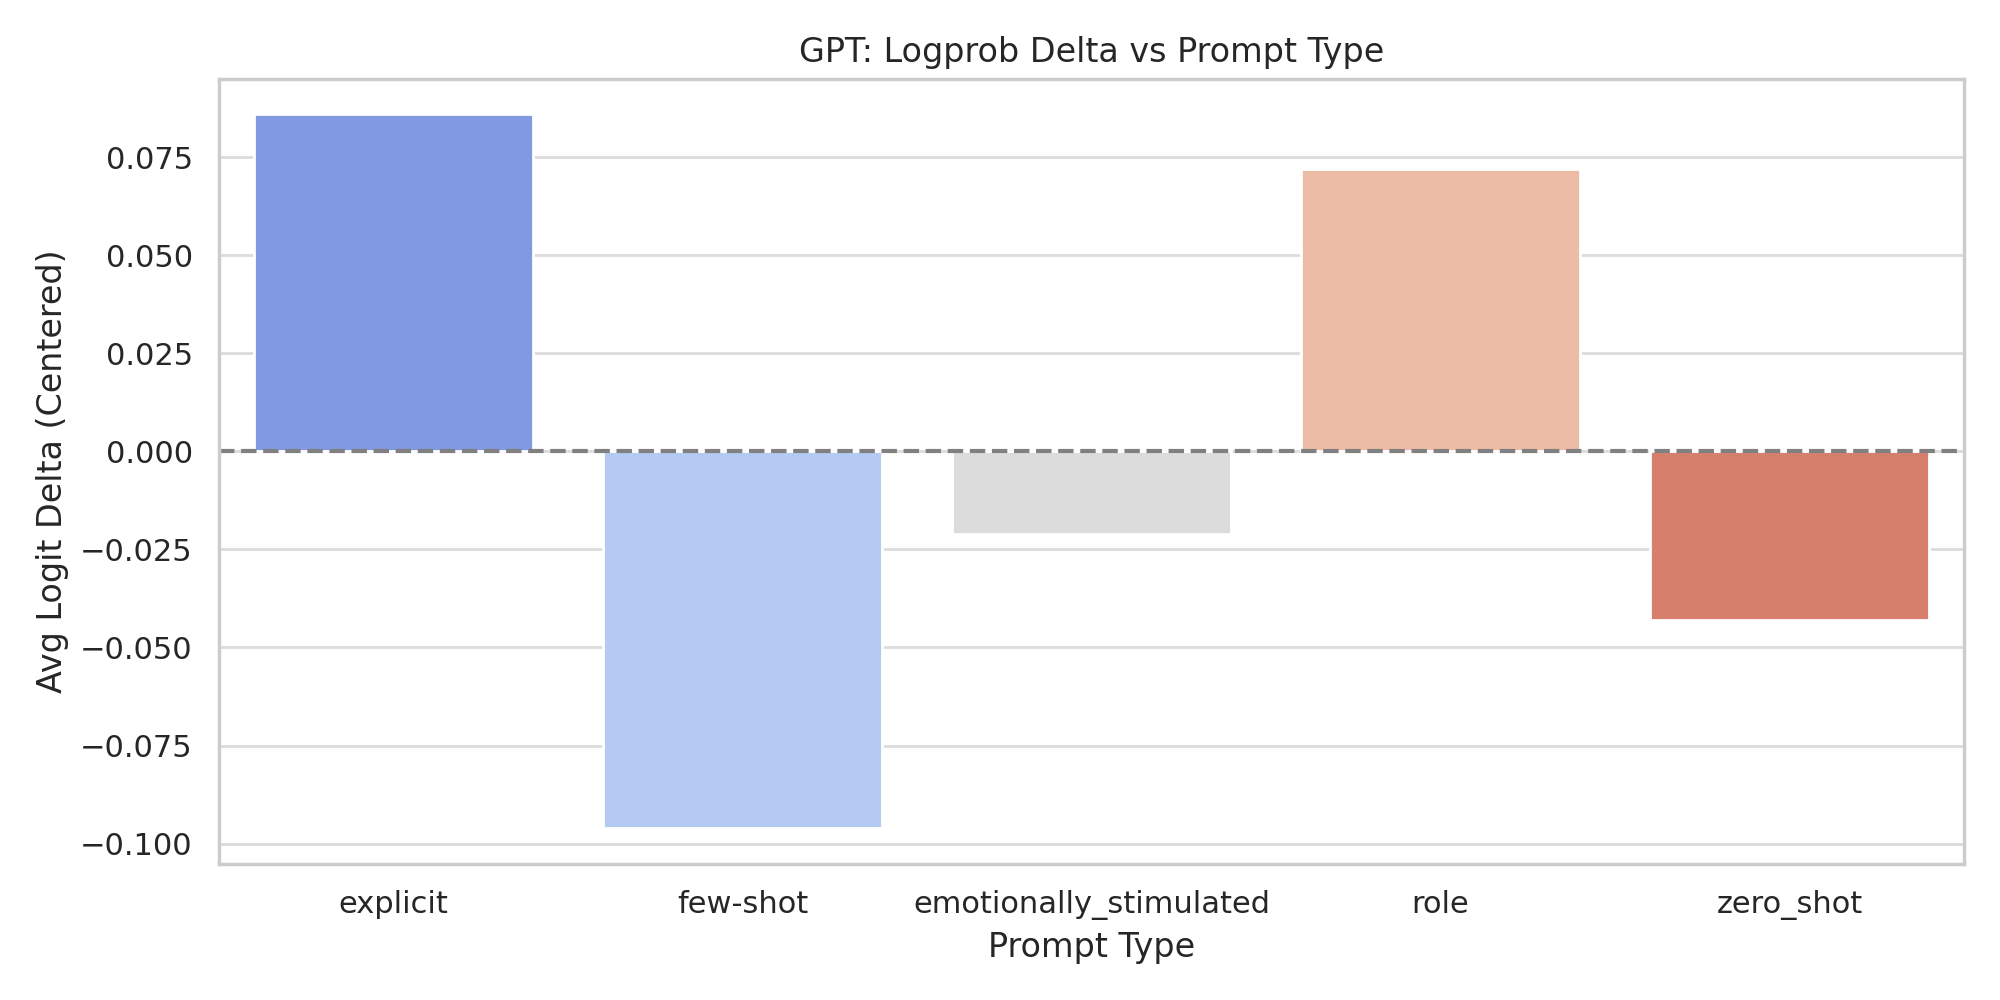 GPT: Logprob Delta vs Prompt Type
Avg Logit Delta (Centered)
0.075
0.050
0.025
0.000
−0.025
−0.050
−0.075
−0.100
explicit
few-shot
emotionally_stimulated
role
zero_shot
Prompt Type